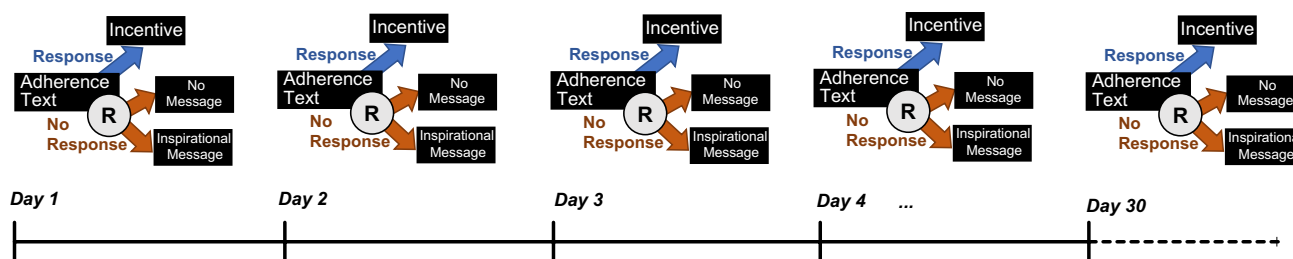 Incentive
Response
Adherence
Text
R
No
Message
No
Response
Inspirational
Message
Incentive
Response
Adherence
Text
R
No
Message
No
Response
Inspirational
Message
Incentive
Response
Adherence
Text
R
No
Message
No
Response
Inspirational
Message
Incentive
Response
Adherence
Text
R
No
Message
No
Response
Inspirational
Message
Incentive
Response
Adherence
Text
R
No
Message
No
Response
Inspirational
Message
Day 1
Day 2
Day 3
Day 4 ...
Day 30